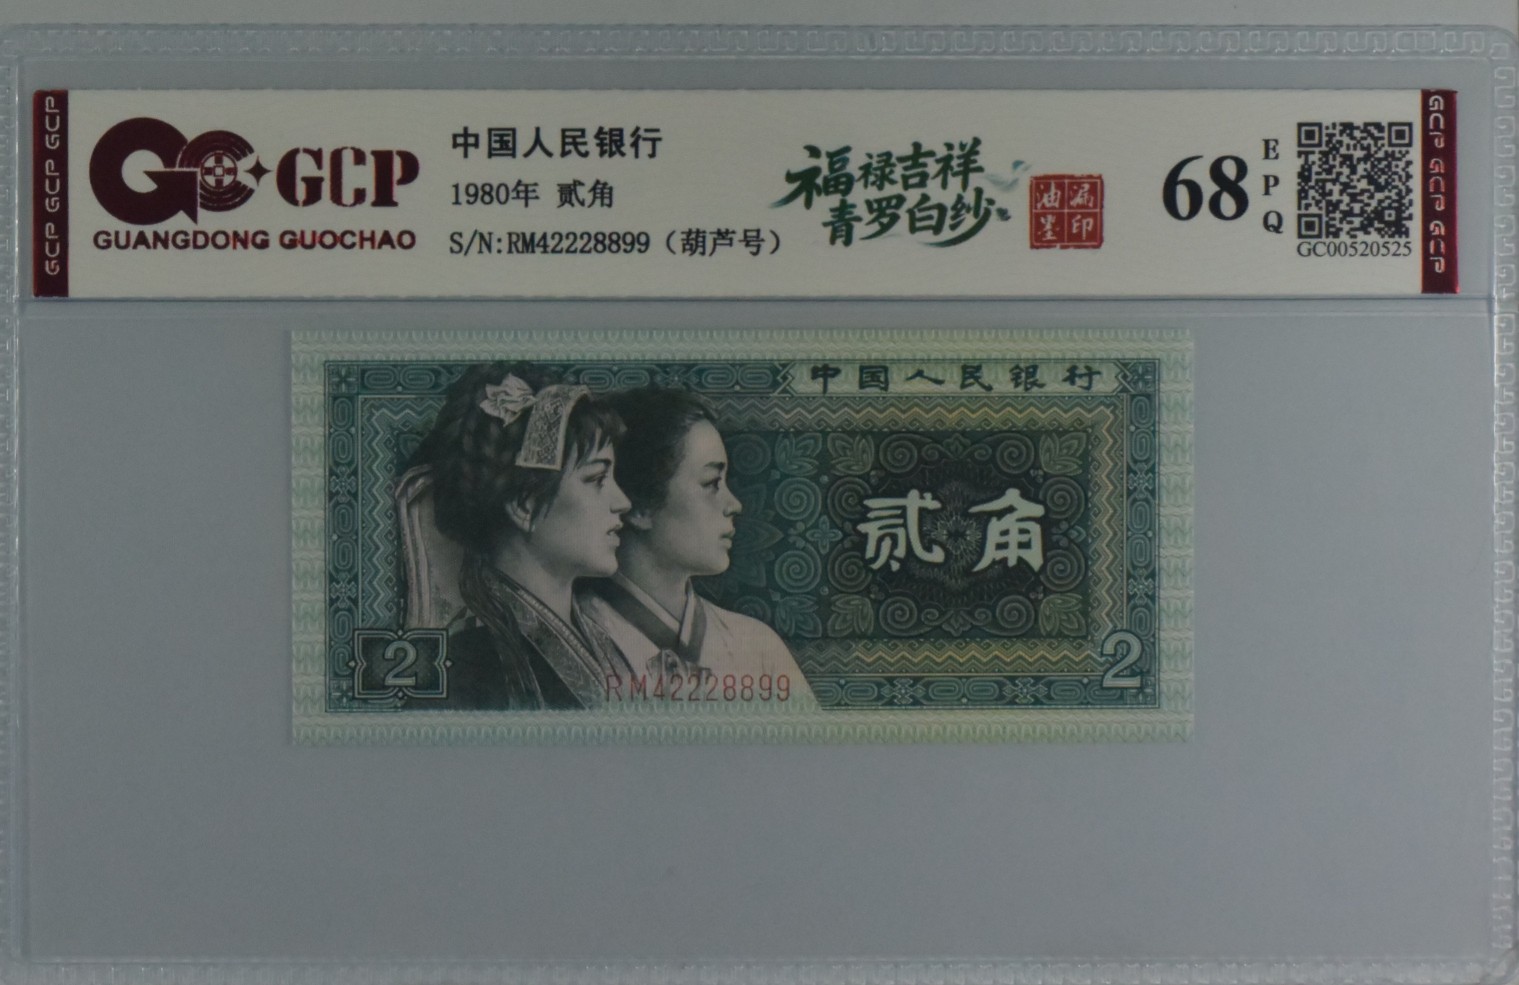 GCP GCP GCP
GC GCP
GUANGDONG GUOCHAO
中国人民银行
1980年 贰角
S/N:RM42228899（葫芦号）
福禄吉祥
青罗白纱
油漏
墨印
68
EPQ
GC00520525
GCP GCP GCP
中国人民银行
贰角
2
2
RM42228899